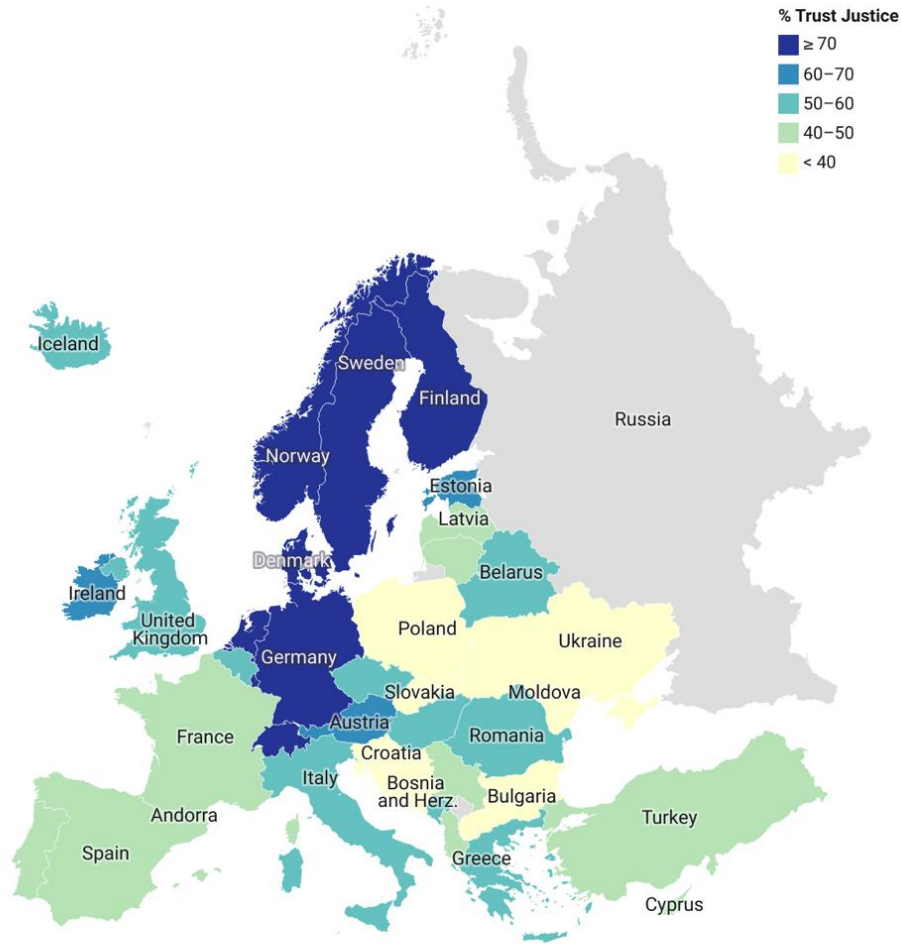 % Trust Justice
≥ 70
60–70
50–60
40–50
< 40
Iceland
Sweden
Finland
Russia
Norway
Estonia
Latvia
Denmark
Belarus
Ireland
United
Kingdom
Poland
Ukraine
Germany
Slovakia
Moldova
Austria
France
Romania
Croatia
Italy
Bosnia
and Herz.
Bulgaria
Andorra
Turkey
Spain
Greece
Cyprus